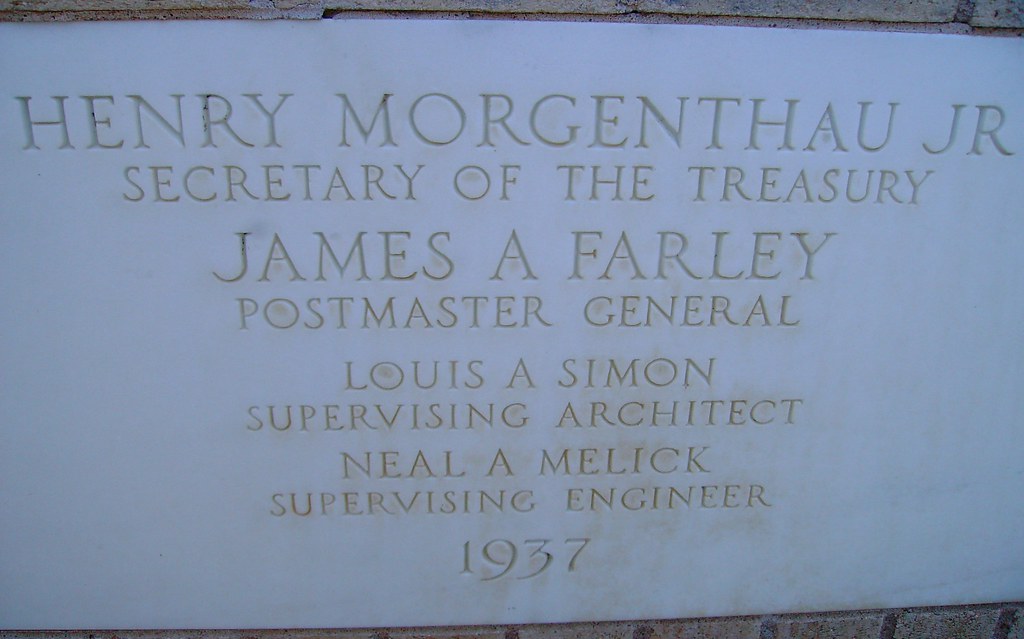 HENRY MORGENTHAU JR
SECRETARY OF THE TREASURY
JAMES A FARLEY
POSTMASTER GENERAL
LOUIS A SIMON
SUPERVISING ARCHITECT
NEAL A MELICK
SUPERVISING ENGINEER
1937